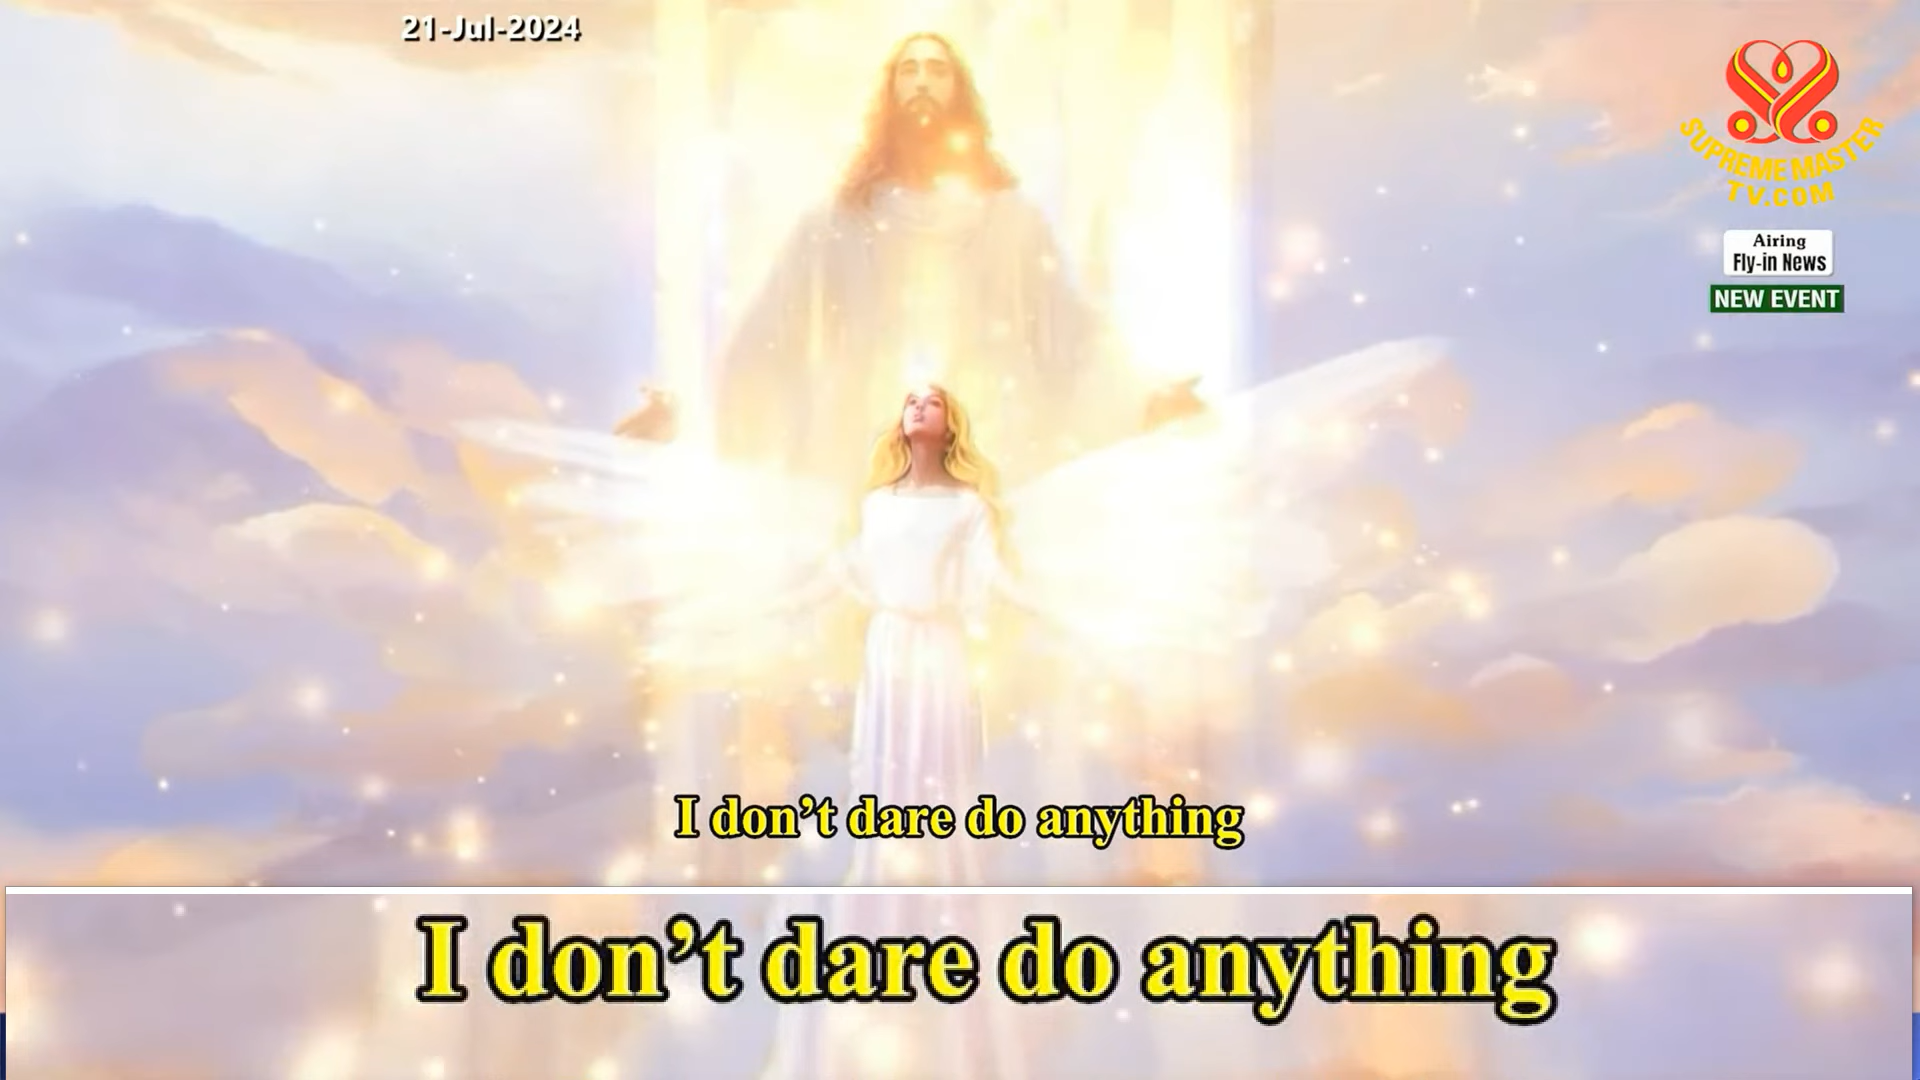 21-Jul-2024
SUPREME MASTER
TV.COM
Airing
Fly-in News
NEW EVENT
I don’t dare do anything
I don’t dare do anything